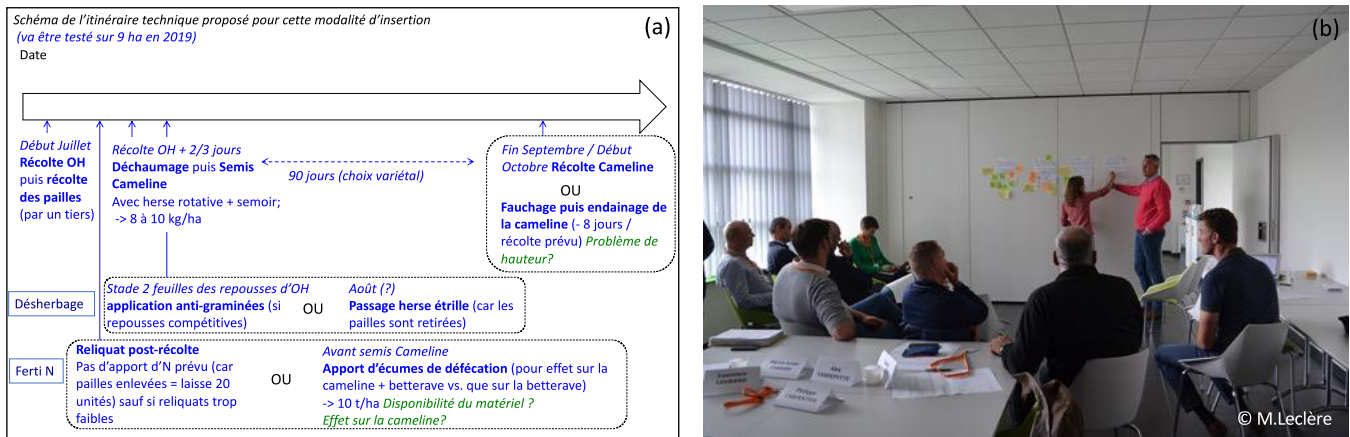 Schéma de l'itinéraire technique proposé pour cette modalité d'insertion
(va être testé sur 9 ha en 2019)
(a)
Date
Début Juillet
Récolte OH
puis récolte
des pailles
(par un tiers)
Récolte OH + 2/3 jours
Déchaumage puis Semis
Cameline
Avec herse rotative + semoir;
-> 8 à 10 kg/ha
90 jours (choix variétal)
Fin Septembre / Début
Octobre Récolte Cameline
OU
Fauchage puis endainage de
la cameline (- 8 jours /
récolte prévu) Problème de
hauteur?
Désherbage
Stade 2 feuilles des repousses d'OH
application anti-graminées (si
repousses compétitives)
OU
Août (?)
Passage herse étrille (car les
pailles sont retirées)
Ferti N
Reliquat post-récolte
Pas d'apport d'N prévu (car
pailles enlevées = laisse 20
unités) sauf si reliquats trop
faibles
OU
Avant semis Cameline
Apport d'écumes de défécation (pour effet sur la
cameline + betterave vs. que sur la betterave)
-> 10 t/ha Disponibilité du matériel ?
Effet sur la cameline?
(b)
Philippe
CARPENTIER
© M.Leclère